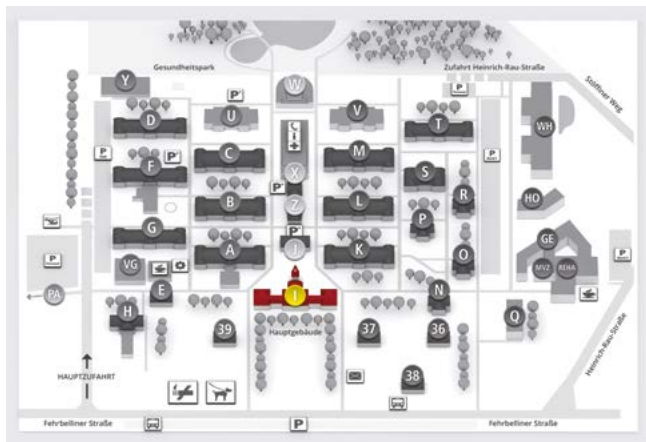 Gesundheitspark
Zufahrt Heinrich-Rau-Straße
Stöffiner Weg
Y
W
D
U
P
V
T
WH
F
P
C
M
S
X
R
HO
B
P
Z
L
P
G
A
P
J
K
O
GE
MVZ
REHA
P
VG
E
PA
I
N
H
39
Hauptgebäude
37
36
Q
38
Heinrich-Rau-Straße
HAUPTZUFAHRT
Fehrbelliner Straße
P
Fehrbelliner Straße